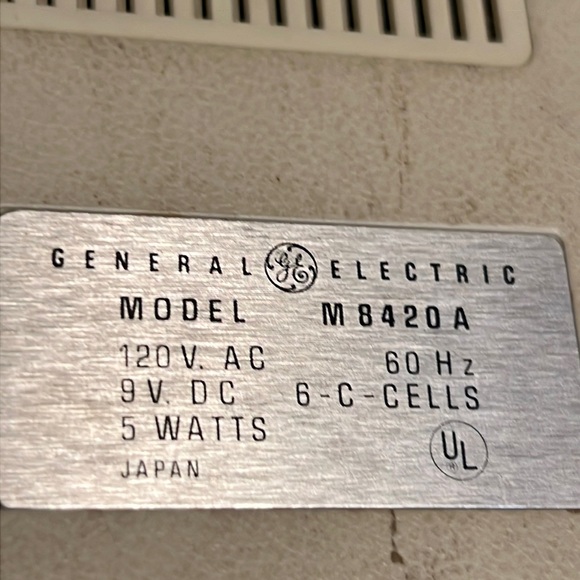 GENERAL GE ELECTRIC
MODEL M8420A
120V. AC 60 Hz
9V. DC 6-C-CELLS
5 WATTS
UL
JAPAN